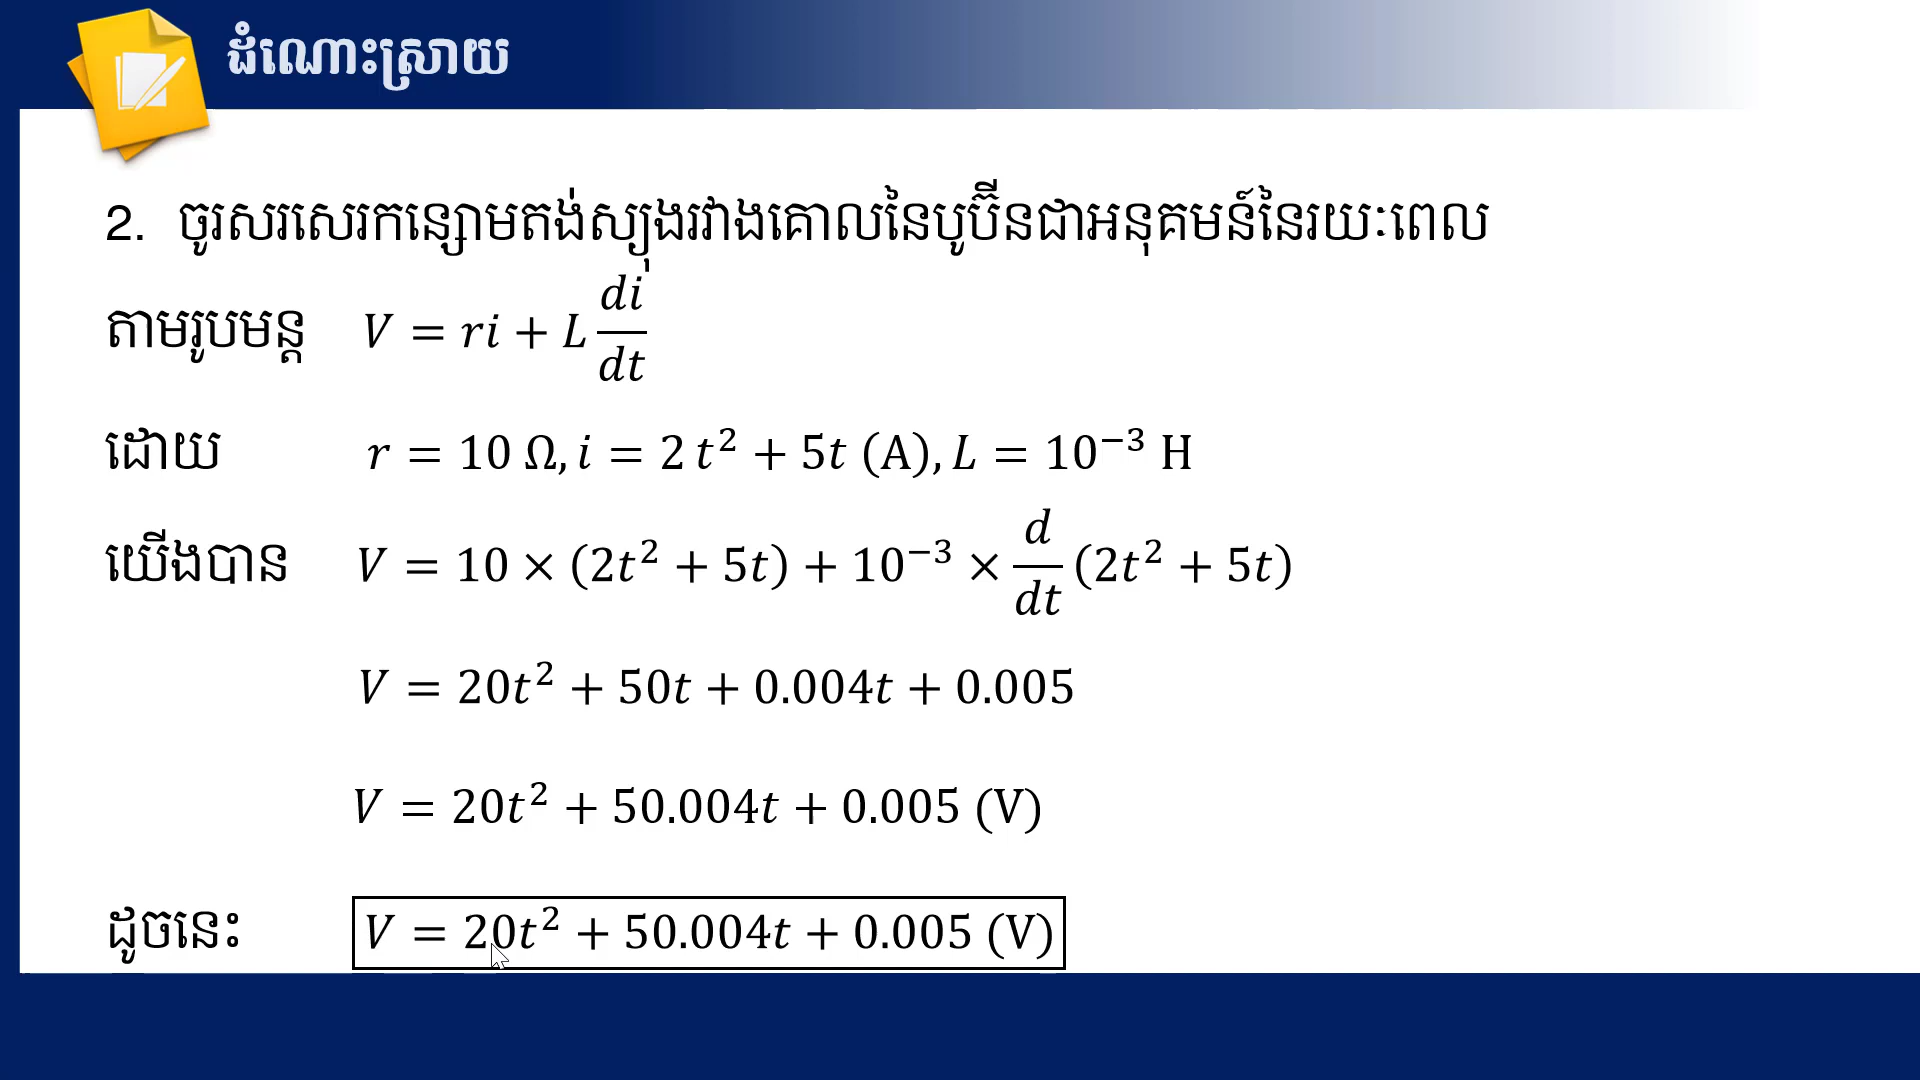 ដំណោះស្រាយ
2. ចូរសរសេរកន្សោមតង់ស្យុងរវាងគោលនៃបូប៊ីនជាអនុគមន៍នៃរយៈពេល
តាមរូបមន្ត V = ri + L di/dt
ដោយ r = 10 Ω, i = 2 t² + 5t (A), L = 10⁻³ H
យើងបាន V = 10 × (2t² + 5t) + 10⁻³ × d/dt (2t² + 5t)
V = 20t² + 50t + 0.004t + 0.005
V = 20t² + 50.004t + 0.005 (V)
ដូចនេះ V = 20t² + 50.004t + 0.005 (V)